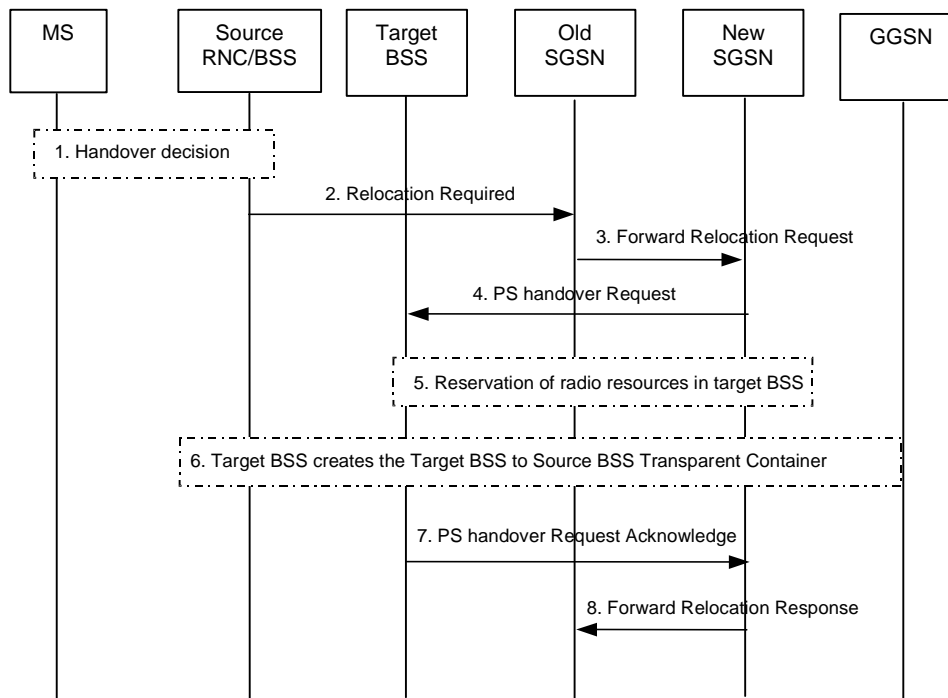 MS
Source
RNC/BSS
Target
BSS
Old
SGSN
New
SGSN
GGSN
1. Handover decision
2. Relocation Required
3. Forward Relocation Request
4. PS handover Request
5. Reservation of radio resources in target BSS
6. Target BSS creates the Target BSS to Source BSS Transparent Container
7. PS handover Request Acknowledge
8. Forward Relocation Response